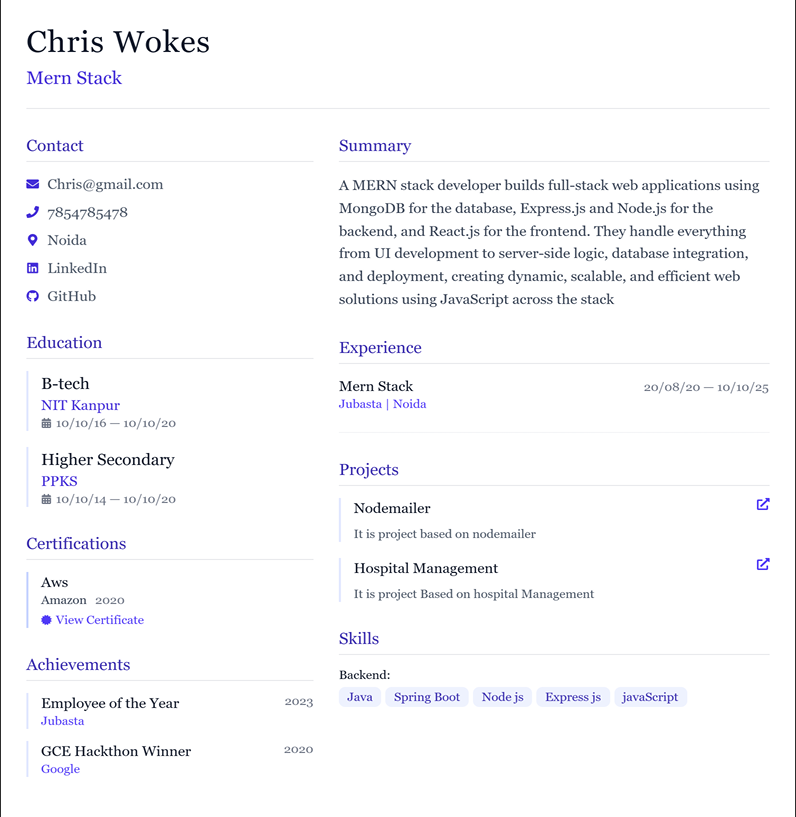 Chris Wokes
Mern Stack
Contact
Chris@gmail.com
7854785478
Noida
LinkedIn
GitHub
Education
B-tech
NIT Kanpur
10/10/16 — 10/10/20
Higher Secondary
PPKS
10/10/14 — 10/10/20
Certifications
Aws
Amazon 2020
View Certificate
Achievements
Employee of the Year 2023
Jubasta
GCE Hackthon Winner 2020
Google
Summary
A MERN stack developer builds full-stack web applications using
MongoDB for the database, Express.js and Node.js for the
backend, and React.js for the frontend. They handle everything
from UI development to server-side logic, database integration,
and deployment, creating dynamic, scalable, and efficient web
solutions using JavaScript across the stack
Experience
Mern Stack 20/08/20 — 10/10/25
Jubasta | Noida
Projects
Nodemailer
It is project based on nodemailer
Hospital Management
It is project Based on hospital Management
Skills
Backend:
Java Spring Boot Node js Express js javaScript